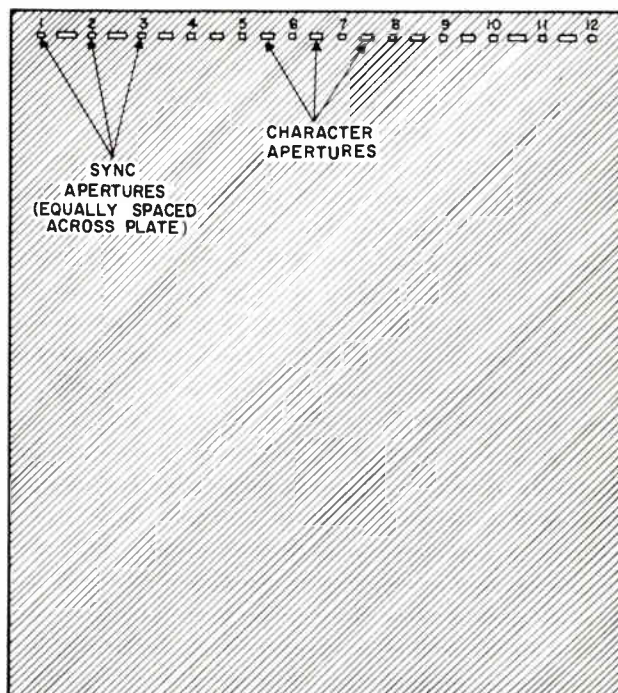 1 2 3 4 5 6 7 8 9 10 11 12
CHARACTER
APERTURES
SYNC
APERTURES
(EQUALLY SPACED
ACROSS PLATE)